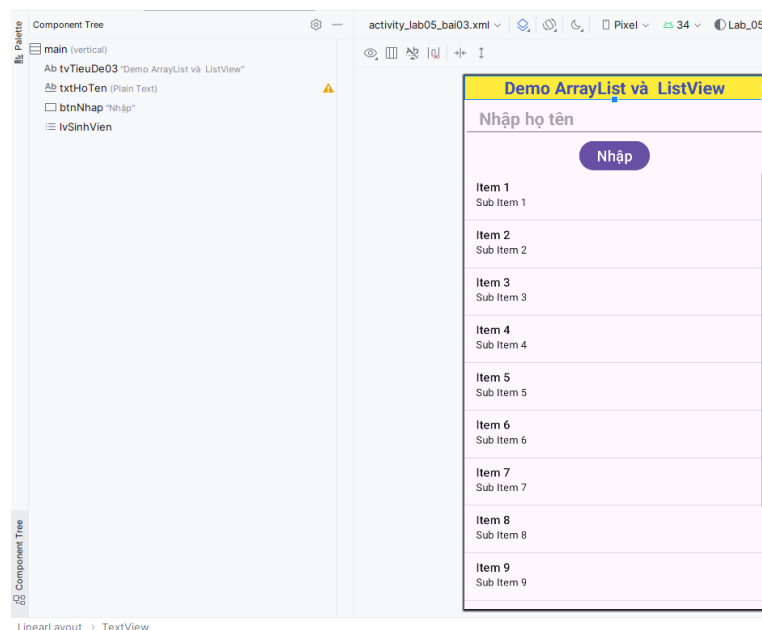 Palette
Component Tree
main (vertical)
Ab tvTieuDe03 "Demo ArrayList và ListView"
Ab txtHoTen (Plain Text)
btnNhap "Nhập"
lvSinhVien
Component Tree
LinearLayout > TextView
activity_lab05_bai03.xml
Pixel
34
Lab_05
Demo ArrayList và ListView
Nhập họ tên
Nhập
Item 1
Sub Item 1
Item 2
Sub Item 2
Item 3
Sub Item 3
Item 4
Sub Item 4
Item 5
Sub Item 5
Item 6
Sub Item 6
Item 7
Sub Item 7
Item 8
Sub Item 8
Item 9
Sub Item 9